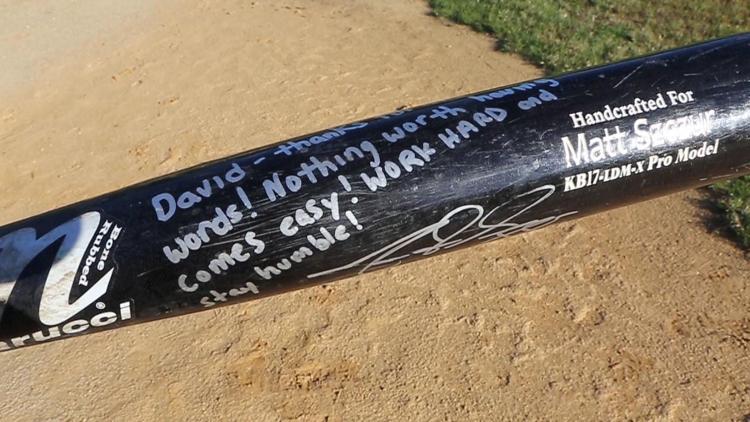 David - thanks
words! Nothing worth having
comes easy! WORK HARD and
stay humble!
Handcrafted For
Matt Szczur
KB17-LDM-X Pro Model
Bone
Rubbed
arucci